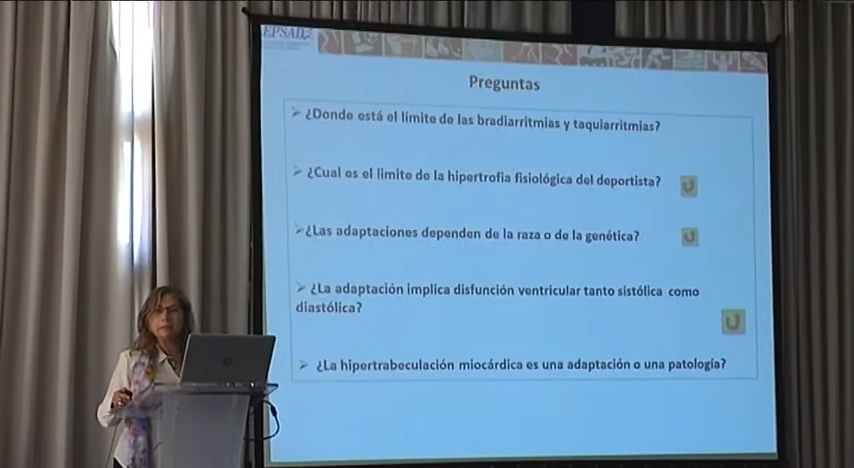 EPSAIL
Preguntas
¿Donde está el límite de las bradiarritmias y taquiarritmias?
¿Cual es el limite de la hipertrofia fisiológica del deportista?
¿Las adaptaciones dependen de la raza o de la genética?
¿La adaptación implica disfunción ventricular tanto sistólica como
diastólica?
¿La hipertrabeculación miocárdica es una adaptación o una patología?